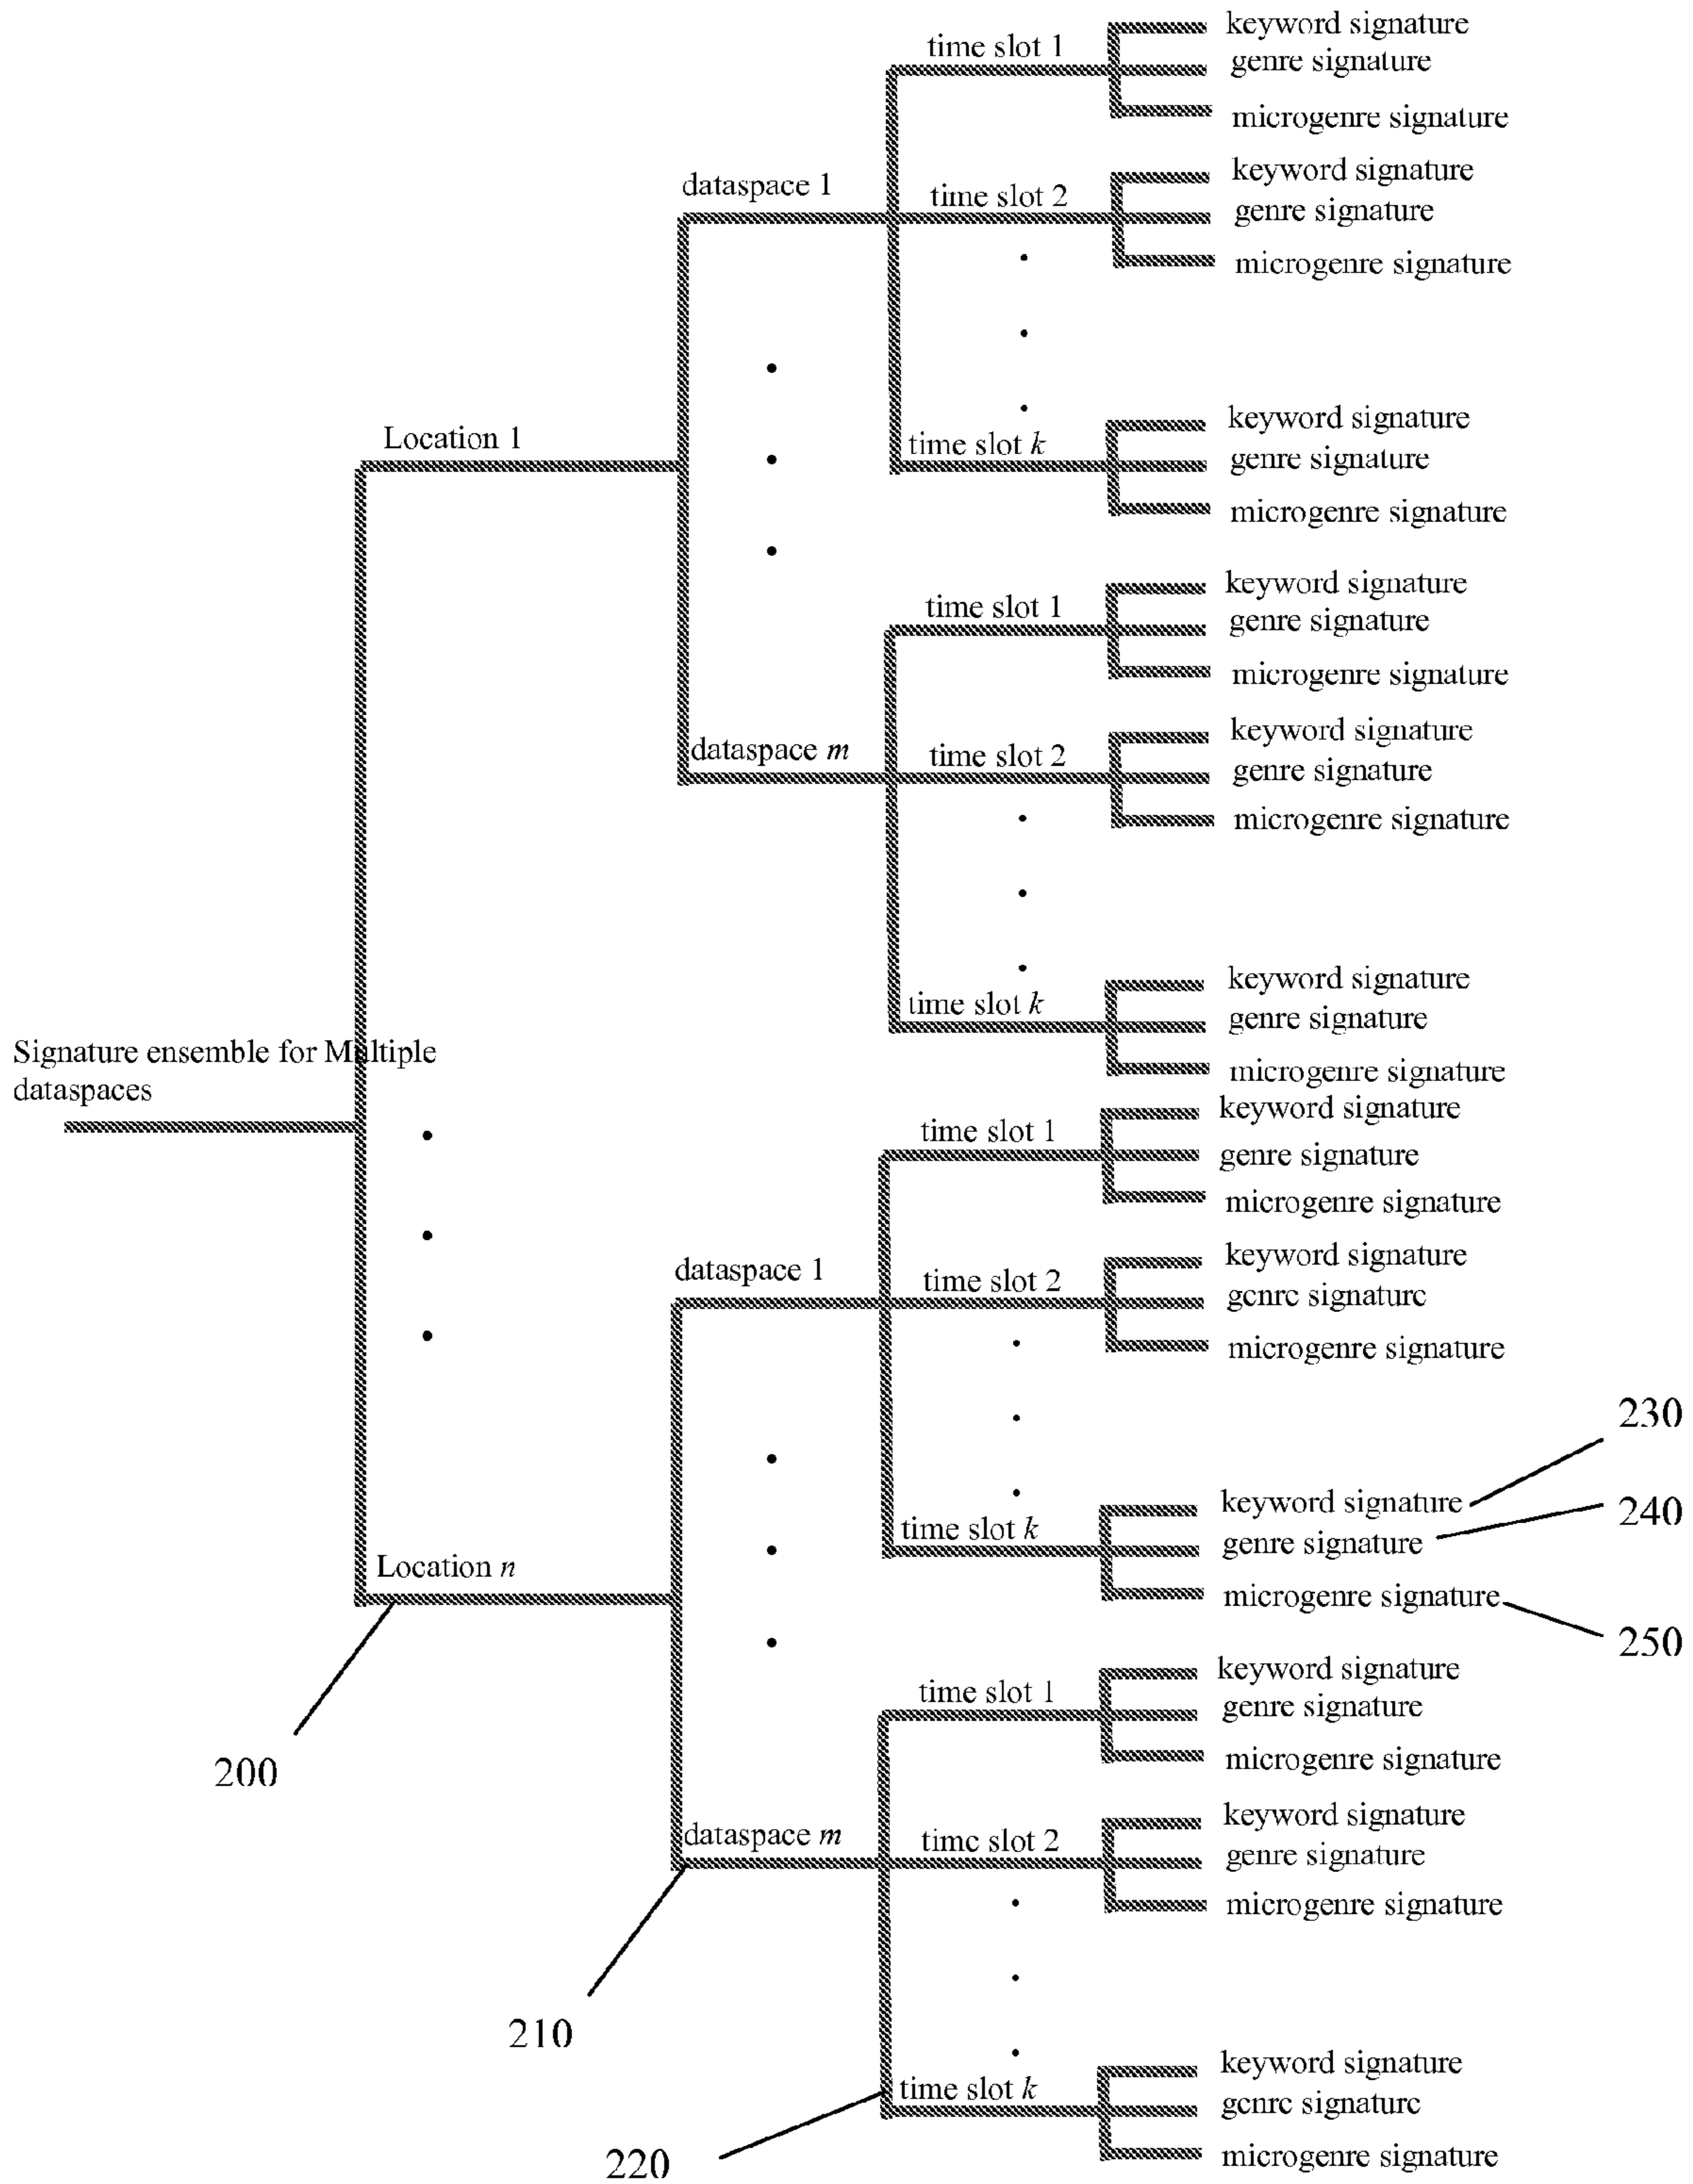 keyword signature
time slot 1
genre signature
microgenre signature
keyword signature
dataspace 1
time slot 2
genre signature
microgenre signature
keyword signature
Location 1
time slot k
genre signature
microgenre signature
keyword signature
time slot 1
genre signature
microgenre signature
keyword signature
dataspace m
time slot 2
genre signature
microgenre signature
keyword signature
time slot k
genre signature
Signature ensemble for Multiple
dataspaces
microgenre signature
keyword signature
time slot 1
genre signature
microgenre signature
keyword signature
dataspace 1
time slot 2
genre signature
microgenre signature
230
keyword signature
240
time slot k
genre signature
Location n
microgenre signature
250
keyword signature
time slot 1
genre signature
microgenre signature
200
keyword signature
dataspace m
time slot 2
genre signature
microgenre signature
210
keyword signature
time slot k
genre signature
microgenre signature
220